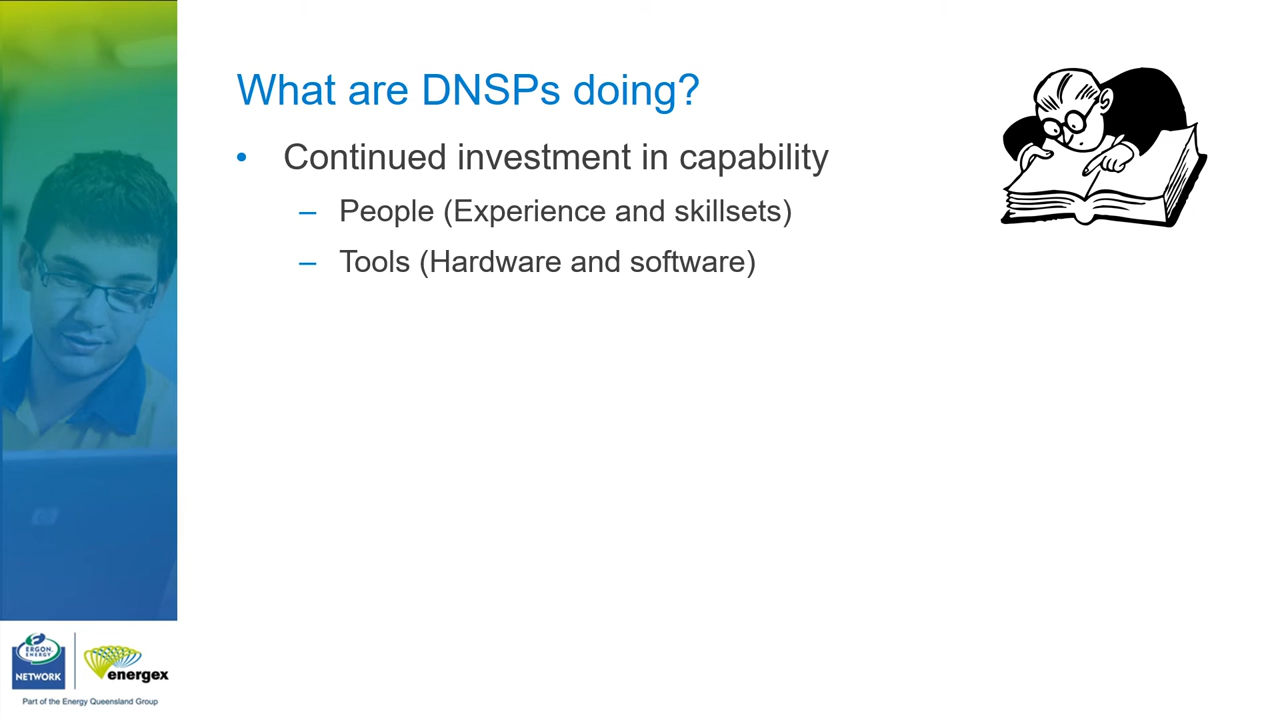 What are DNSPs doing?
• Continued investment in capability
– People (Experience and skillsets)
– Tools (Hardware and software)
ERGON
ENERGY
NETWORK
energex
Part of the Energy Queensland Group